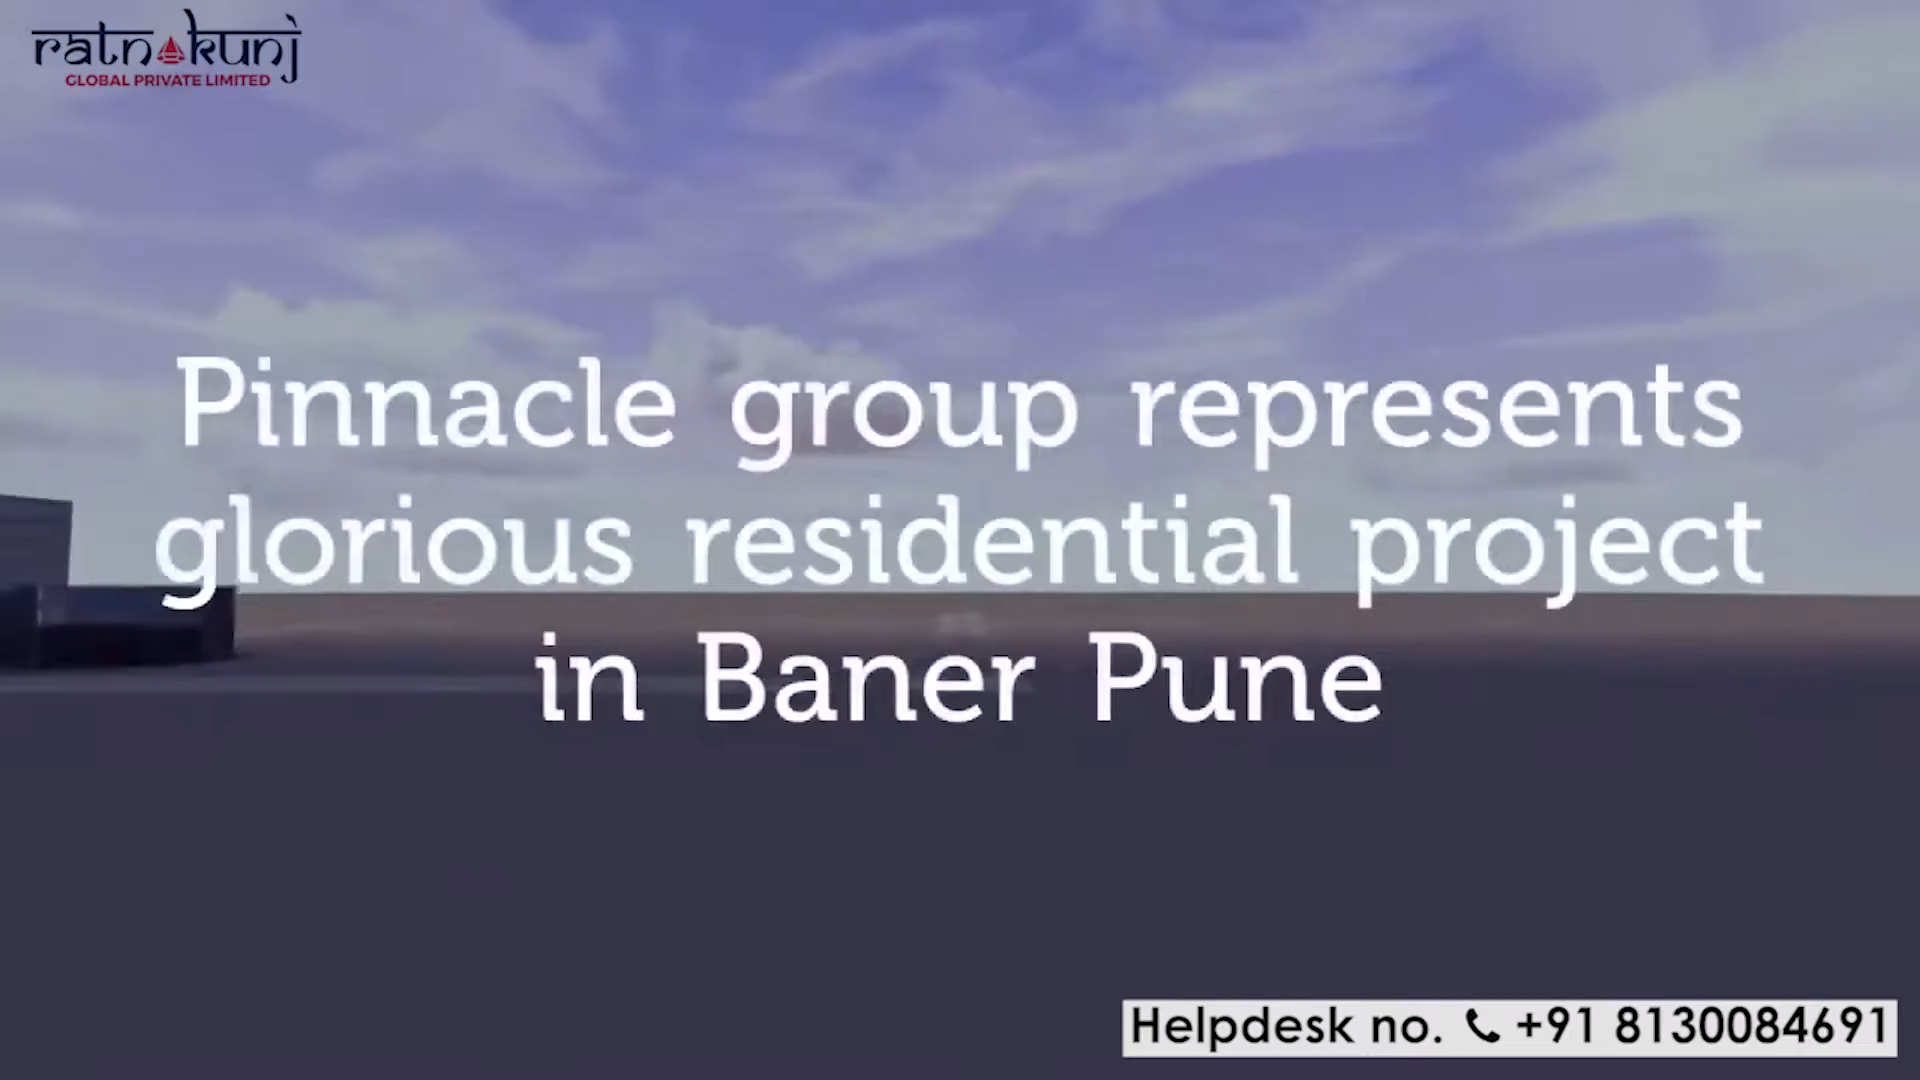 ratnakunj
GLOBAL PRIVATE LIMITED
Pinnacle group represents
glorious residential project
in Baner Pune
Helpdesk no. +91 8130084691